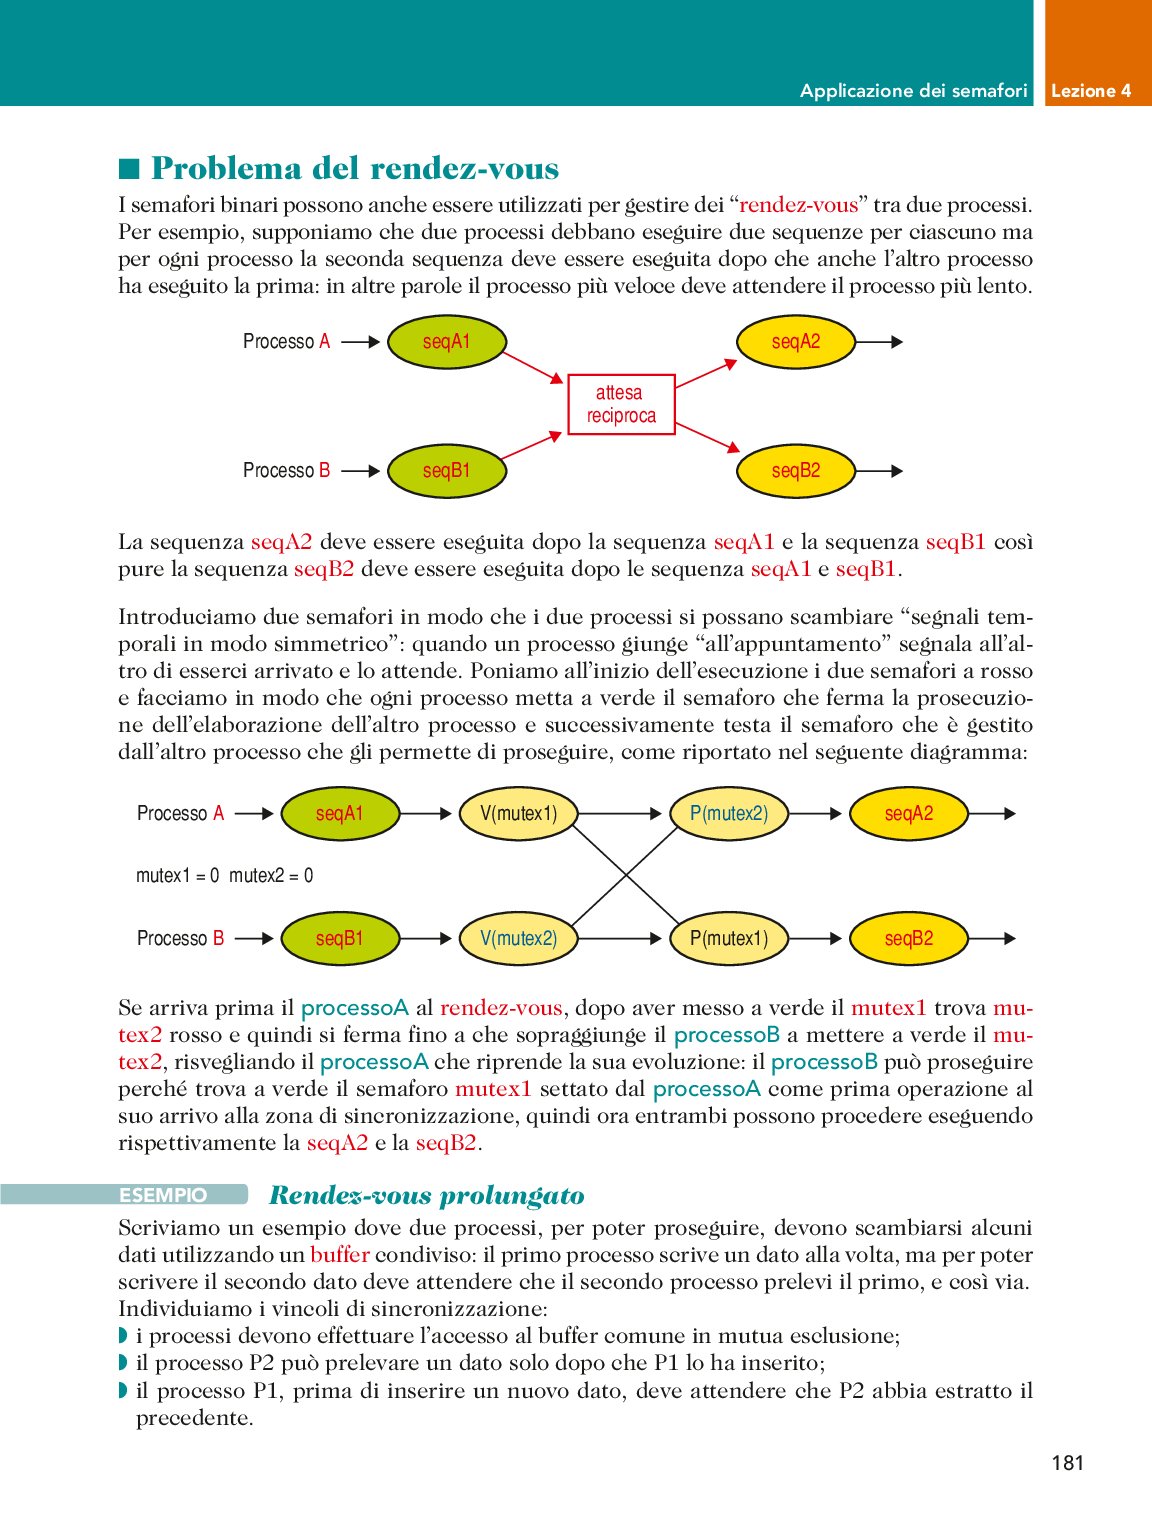 Applicazione dei semafori Lezione 4
Problema del rendez-vous
I semafori binari possono anche essere utilizzati per gestire dei “rendez-vous” tra due processi.
Per esempio, supponiamo che due processi debbano eseguire due sequenze per ciascuno ma
per ogni processo la seconda sequenza deve essere eseguita dopo che anche l’altro processo
ha eseguito la prima: in altre parole il processo più veloce deve attendere il processo più lento.
Processo A seqA1 seqA2
attesa
reciproca
Processo B seqB1 seqB2
La sequenza seqA2 deve essere eseguita dopo la sequenza seqA1 e la sequenza seqB1 così
pure la sequenza seqB2 deve essere eseguita dopo le sequenza seqA1 e seqB1.
Introduciamo due semafori in modo che i due processi si possano scambiare “segnali tem-
porali in modo simmetrico”: quando un processo giunge “all’appuntamento” segnala all’al-
tro di esserci arrivato e lo attende. Poniamo all’inizio dell’esecuzione i due semafori a rosso
e facciamo in modo che ogni processo metta a verde il semaforo che ferma la prosecuzio-
ne dell’elaborazione dell’altro processo e successivamente testa il semaforo che è gestito
dall’altro processo che gli permette di proseguire, come riportato nel seguente diagramma:
Processo A seqA1 V(mutex1) P(mutex2) seqA2
mutex1 = 0 mutex2 = 0
Processo B seqB1 V(mutex2) P(mutex1) seqB2
Se arriva prima il processoA al rendez-vous, dopo aver messo a verde il mutex1 trova mu-
tex2 rosso e quindi si ferma fino a che sopraggiunge il processoB a mettere a verde il mu-
tex2, risvegliando il processoA che riprende la sua evoluzione: il processoB può proseguire
perché trova a verde il semaforo mutex1 settato dal processoA come prima operazione al
suo arrivo alla zona di sincronizzazione, quindi ora entrambi possono procedere eseguendo
rispettivamente la seqA2 e la seqB2.
ESEMPIO Rendez-vous prolungato
Scriviamo un esempio dove due processi, per poter proseguire, devono scambiarsi alcuni
dati utilizzando un buffer condiviso: il primo processo scrive un dato alla volta, ma per poter
scrivere il secondo dato deve attendere che il secondo processo prelevi il primo, e così via.
Individuiamo i vincoli di sincronizzazione:
i processi devono effettuare l’accesso al buffer comune in mutua esclusione;
il processo P2 può prelevare un dato solo dopo che P1 lo ha inserito;
il processo P1, prima di inserire un nuovo dato, deve attendere che P2 abbia estratto il
precedente.
181